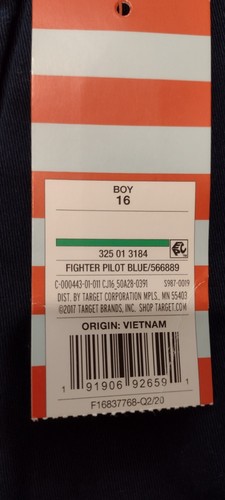 BOY
16
325 01 3184
FIGHTER PILOT BLUE/566889
C-000443-01-011 CJ16_50A28-0391 S987-0019
DIST. BY TARGET CORPORATION MPLS., MN 55403
©2017 TARGET BRANDS, INC. SHOP TARGET.COM
ORIGIN: VIETNAM
1 91906 92659 1
F16837768-Q2/20